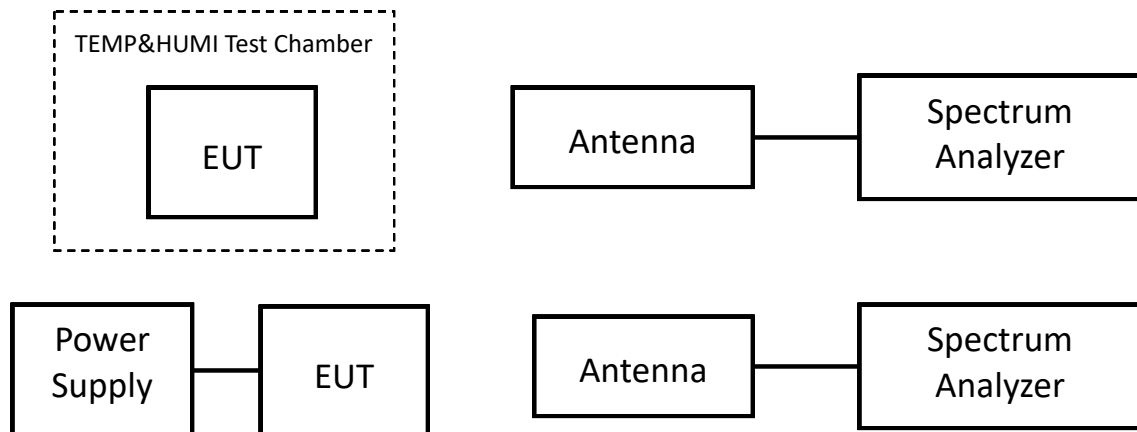 TEMP&HUMI Test Chamber
EUT
Antenna
Spectrum
Analyzer
Power
Supply
EUT
Antenna
Spectrum
Analyzer